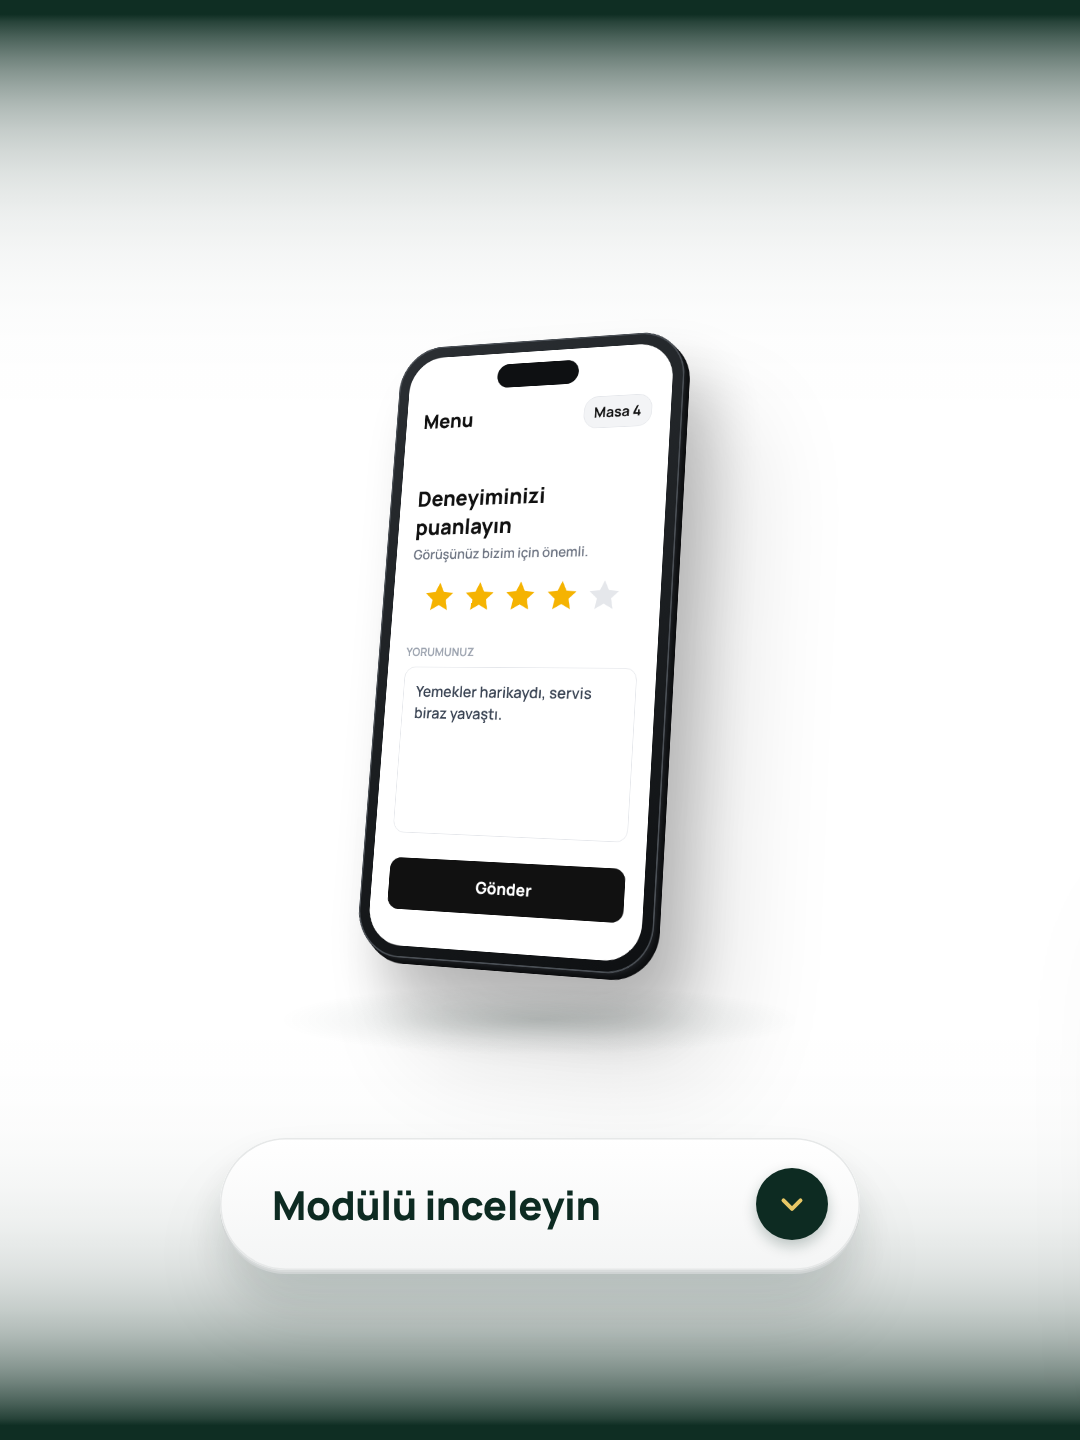 Menu
Masa 4
Deneyiminizi
puanlayın
Görüşünüz bizim için önemli.
YORUMUNUZ
Yemekler harikaydı, servis
biraz yavaştı.
Gönder
Modülü inceleyin